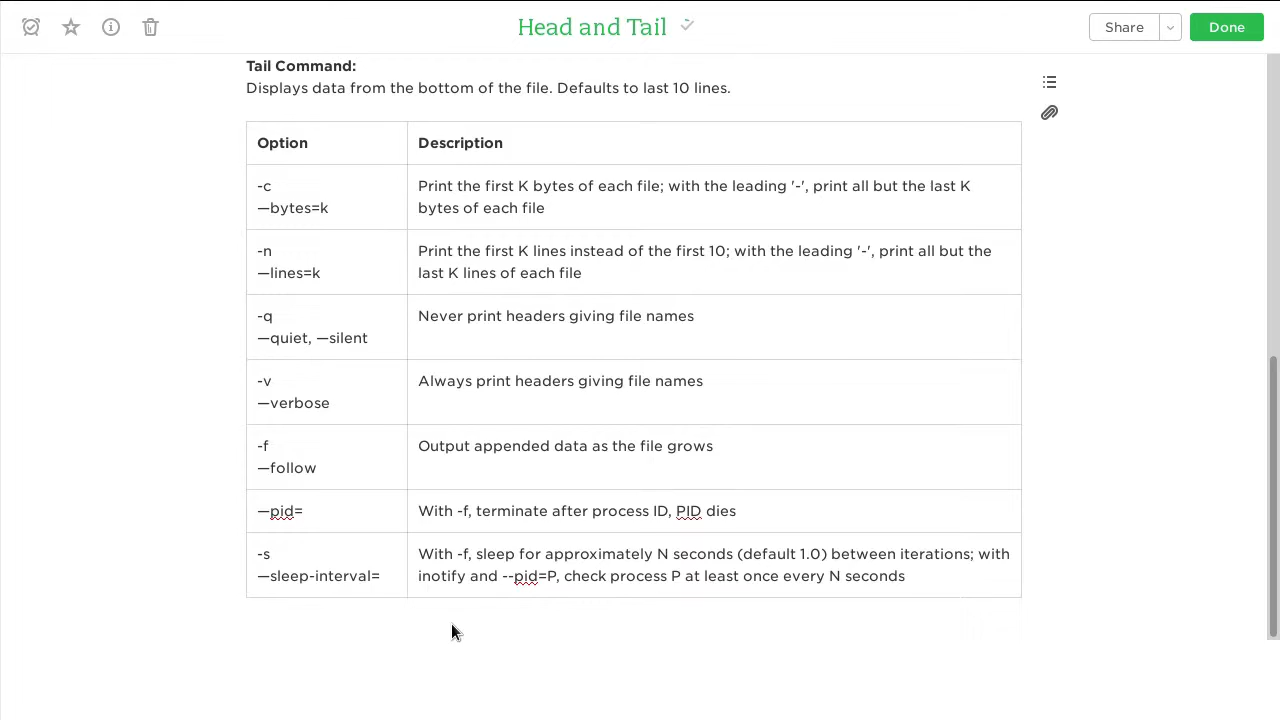 Head and Tail
Share
Done
Tail Command:
Displays data from the bottom of the file. Defaults to last 10 lines.
Option Description
-c Print the first K bytes of each file; with the leading '-', print all but the last K
—bytes=k bytes of each file
-n Print the first K lines instead of the first 10; with the leading '-', print all but the
—lines=k last K lines of each file
-q Never print headers giving file names
—quiet, —silent
-v Always print headers giving file names
—verbose
-f Output appended data as the file grows
—follow
—pid= With -f, terminate after process ID, PID dies
-s With -f, sleep for approximately N seconds (default 1.0) between iterations; with
—sleep-interval= inotify and --pid=P, check process P at least once every N seconds